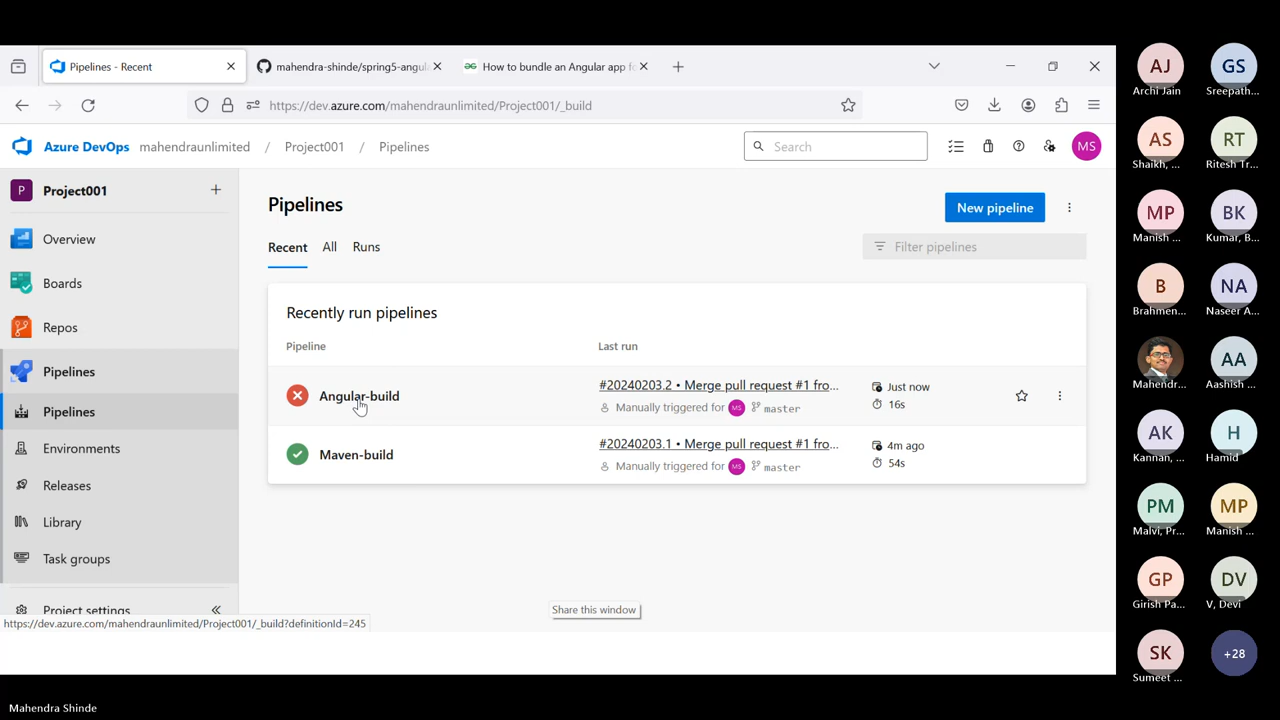 Pipelines - Recent
mahendra-shinde/spring5-angul
How to bundle an Angular app fo
https://dev.azure.com/mahendraunlimited/Project001/_build
Azure DevOps mahendraunlimited / Project001 / Pipelines
Search
MS
P Project001
Overview
Boards
Repos
Pipelines
Pipelines
Environments
Releases
Library
Task groups
Project settings
https://dev.azure.com/mahendraunlimited/Project001/_build?definitionId=245
Pipelines
New pipeline
Recent All Runs
Filter pipelines
Recently run pipelines
Pipeline Last run
Angular-build
#20240203.2 • Merge pull request #1 fro...
Just now
Manually triggered for MS master
16s
Maven-build
#20240203.1 • Merge pull request #1 fro...
4m ago
Manually triggered for MS master
54s
Share this window
AJ GS
Archi Jain Sreepath...
AS RT
Shaikh, ... Ritesh Tr...
MP BK
Manish ... Kumar, B...
B NA
Brahmen... Naseer A...
AA
Mahendr... Aashish ...
AK H
Kannan, ... Hamid
PM MP
Malvi, Pr... Manish ...
GP DV
Girish Pa... V, Devi
SK +28
Sumeet ...
Mahendra Shinde